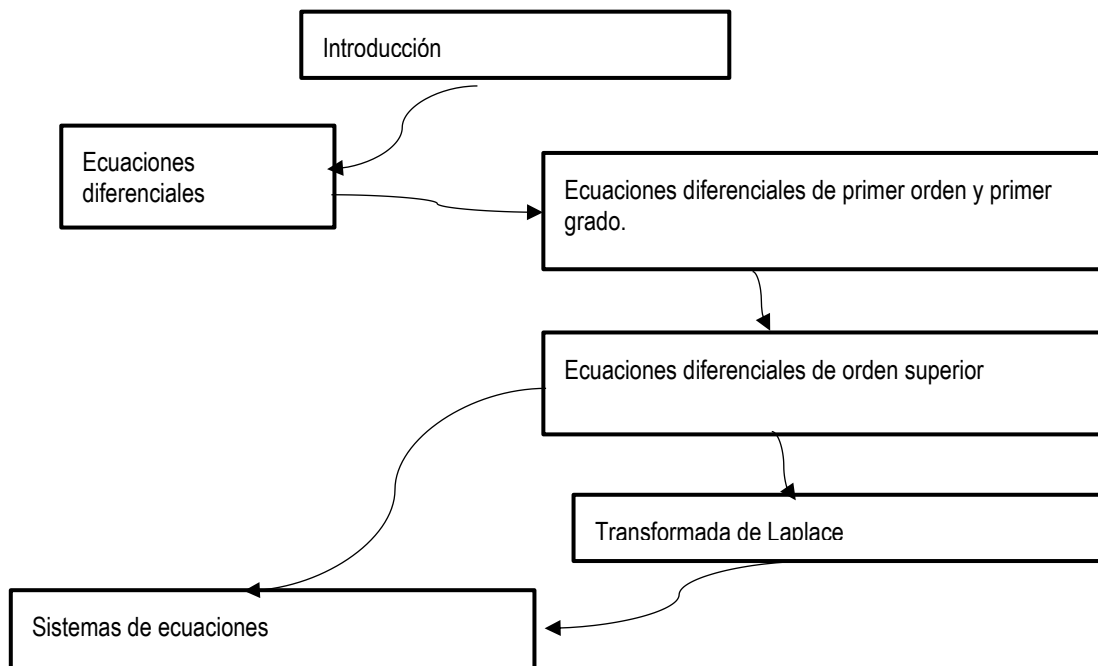 Introducción
Ecuaciones
diferenciales
Ecuaciones diferenciales de primer orden y primer
grado.
Ecuaciones diferenciales de orden superior
Transformada de Laplace
Sistemas de ecuaciones